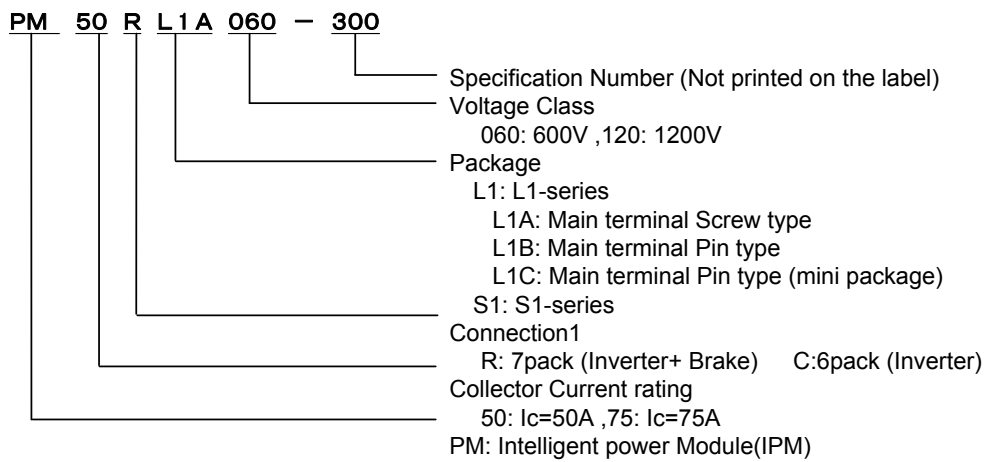 PM 50 R L1A 060 - 300
Specification Number (Not printed on the label)
Voltage Class
060: 600V ,120: 1200V
Package
L1: L1-series
L1A: Main terminal Screw type
L1B: Main terminal Pin type
L1C: Main terminal Pin type (mini package)
S1: S1-series
Connection1
R: 7pack (Inverter+ Brake) C:6pack (Inverter)
Collector Current rating
50: Ic=50A ,75: Ic=75A
PM: Intelligent power Module(IPM)